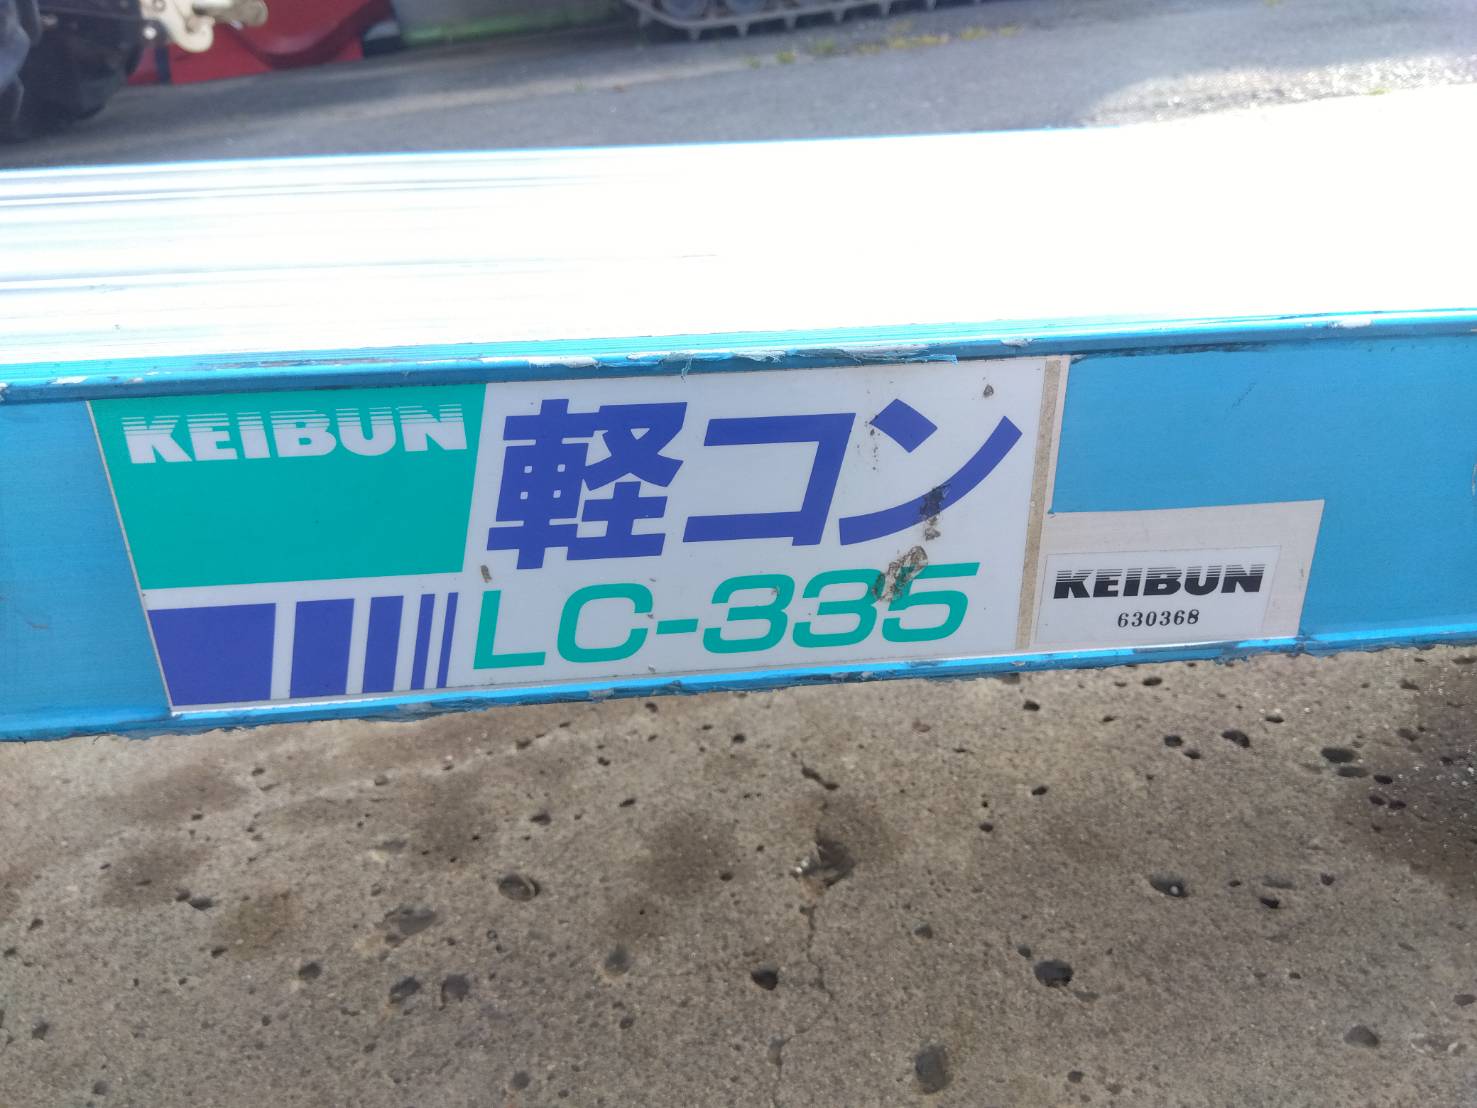 KEIBUN
軽コン
LC-335
KEIBUN
630368